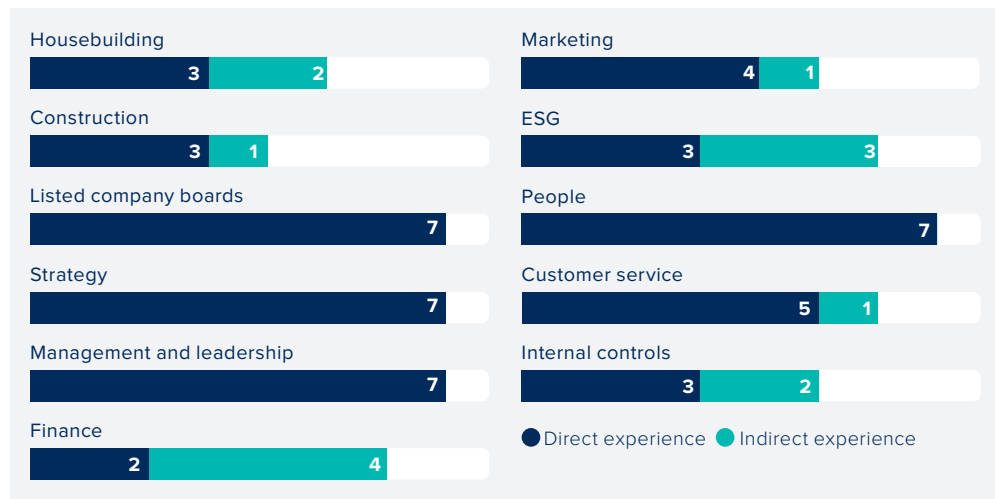 Housebuilding
3 2
Construction
3 1
Listed company boards
7
Strategy
7
Management and leadership
7
Finance
2 4
Marketing
4 1
ESG
3 3
People
7
Customer service
5 1
Internal controls
3 2
Direct experience Indirect experience